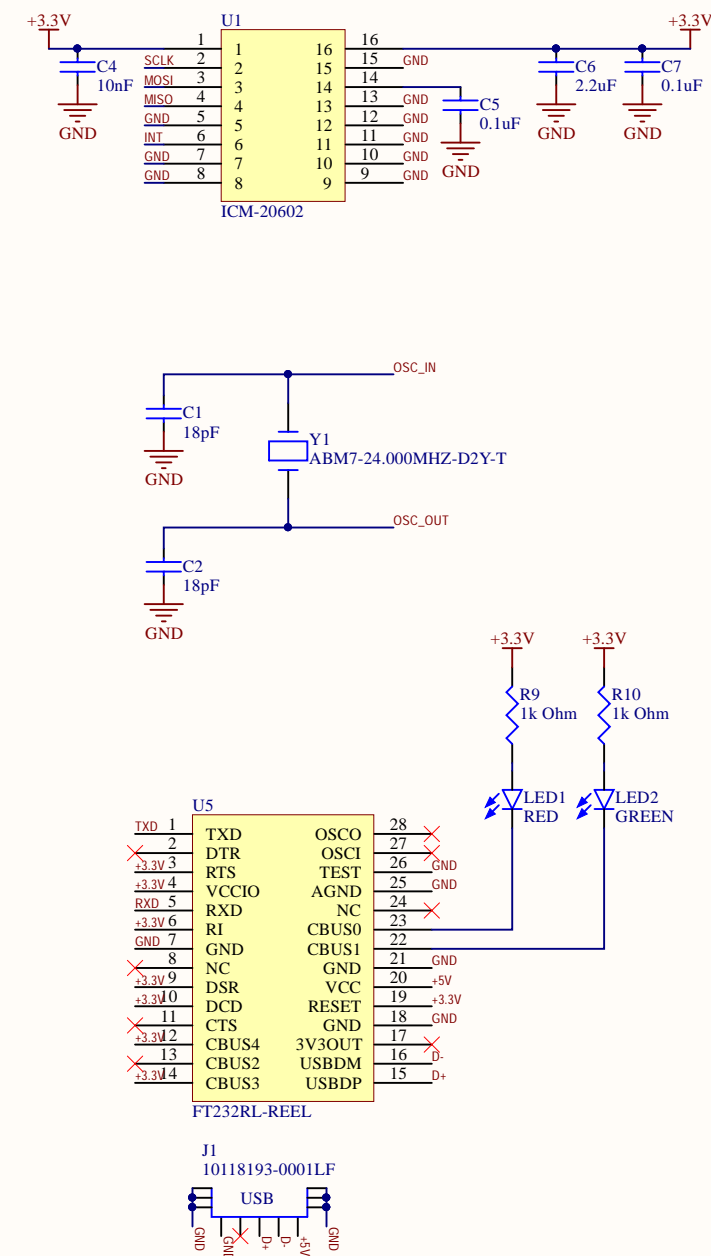 U1
+3.3V
+3.3V
1 1 16 16
SCLK 2 2 15 15 GND
MOSI 3 3 14 14
MISO 4 4 13 13 GND
GND 5 5 12 12 GND
INT 6 6 11 11 GND
GND 7 7 10 10 GND
GND 8 8 9 9 GND
ICM-20602
C4
10nF
GND
C5
0.1uF
GND
C6
2.2uF
GND
C7
0.1uF
GND
OSC_IN
C1
18pF
GND
Y1
ABM7-24.000MHZ-D2Y-T
OSC_OUT
C2
18pF
GND
+3.3V
+3.3V
R9
1k Ohm
R10
1k Ohm
LED1
RED
LED2
GREEN
U5
TXD 1 TXD OSCO 28
2 DTR OSCI 27
+3.3V 3 RTS TEST 26 GND
+3.3V 4 VCCIO AGND 25 GND
RXD 5 RXD NC 24
+3.3V 6 RI CBUS0 23
GND 7 GND CBUS1 22
8 NC GND 21 GND
+3.3V 9 DSR VCC 20 +5V
+3.3V 10 DCD RESET 19 +3.3V
11 CTS GND 18 GND
+3.3V 12 CBUS4 3V3OUT 17
13 CBUS2 USBDM 16 D-
+3.3V 14 CBUS3 USBDP 15 D+
FT232RL-REEL
J1
10118193-0001LF
USB
GND
GND
D+
D-
+5V
GND